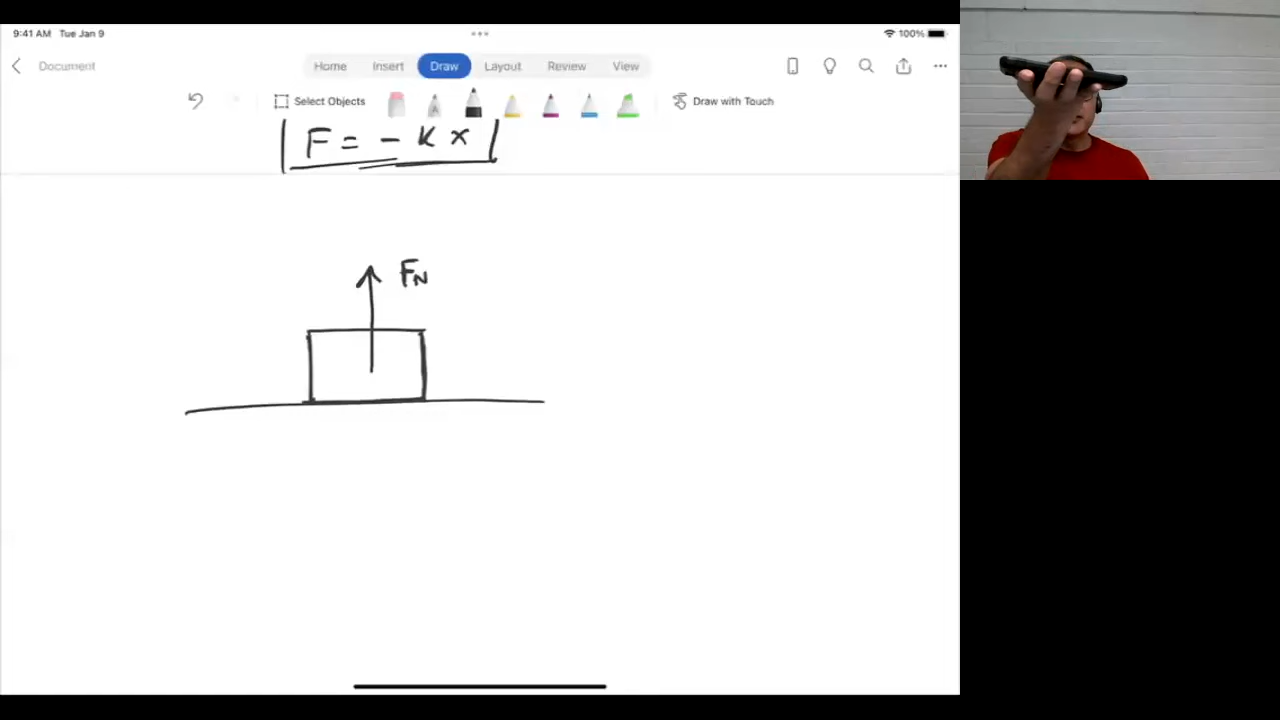 9:41 AM Tue Jan 9
100%
Document
Home Insert Draw Layout Review View
Select Objects
A
Draw with Touch
F = - K x
FN